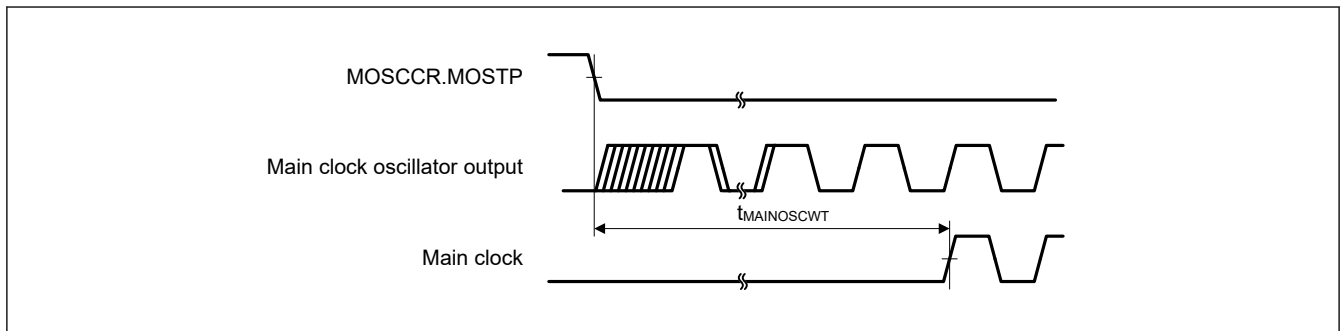 MOSCCR.MOSTP
Main clock oscillator output
tMAINOSCWT
Main clock